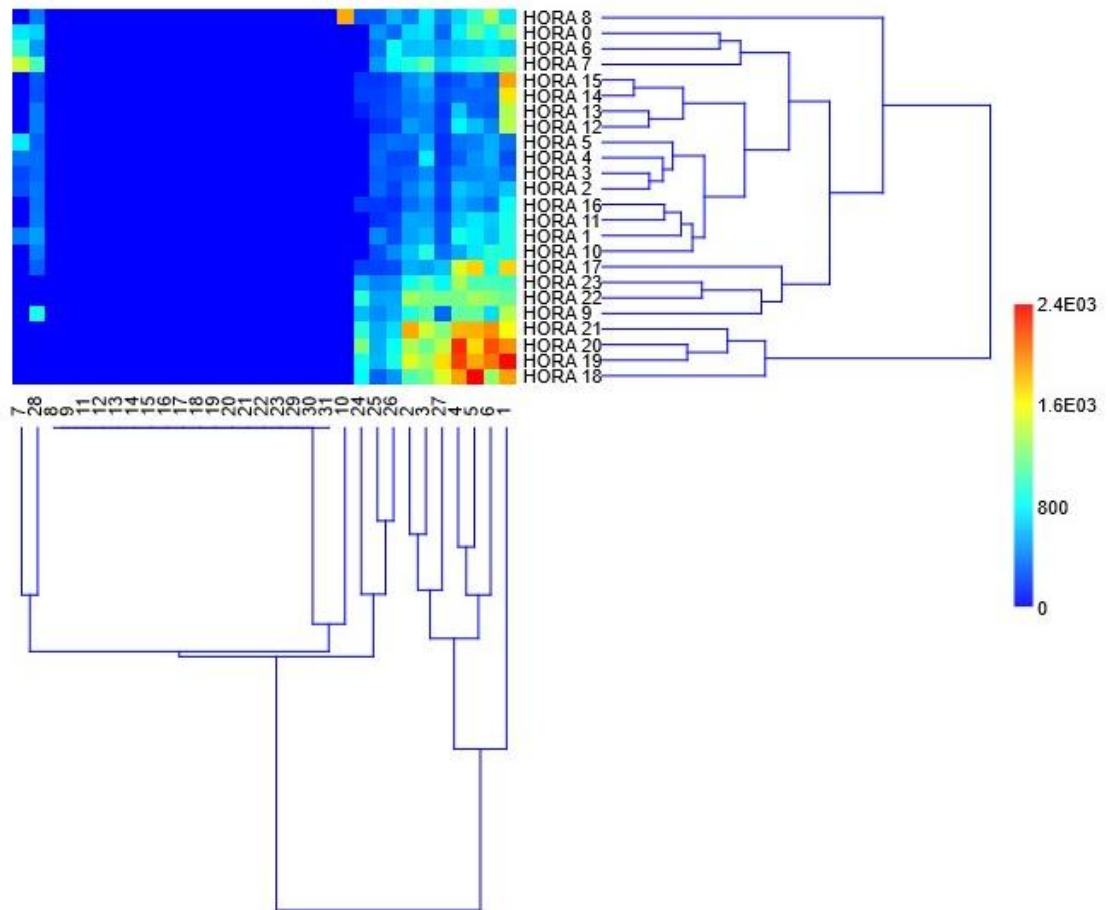 HORA 8
HORA 0
HORA 6
HORA 7
HORA 15
HORA 14
HORA 13
HORA 12
HORA 5
HORA 4
HORA 3
HORA 2
HORA 16
HORA 11
HORA 1
HORA 10
HORA 17
HORA 23
HORA 22
HORA 9
HORA 21
HORA 20
HORA 19
HORA 18
2.4E03
1.6E03
800
0
7 28 8 9 11 12 13 14 15 16 17 18 19 20 21 22 23 29 30 31 10 24 25 26 2 3 27 4 5 6 1